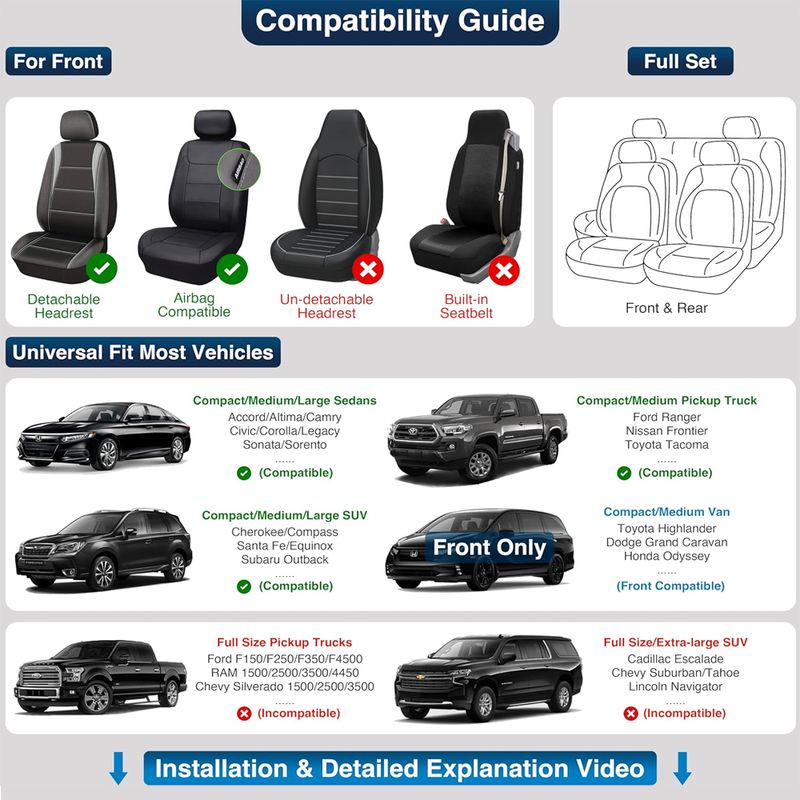 Compatibility Guide
For Front
Full Set
AIRBAG
Detachable
Headrest
Airbag
Compatible
Un-detachable
Headrest
Built-in
Seatbelt
Front & Rear
Universal Fit Most Vehicles
Compact/Medium/Large Sedans
Accord/Altima/Camry
Civic/Corolla/Legacy
Sonata/Sorento
......
(Compatible)
Compact/Medium Pickup Truck
Ford Ranger
Nissan Frontier
Toyota Tacoma
......
(Compatible)
Compact/Medium/Large SUV
Cherokee/Compass
Santa Fe/Equinox
Subaru Outback
......
(Compatible)
Front Only
Compact/Medium Van
Toyota Highlander
Dodge Grand Caravan
Honda Odyssey
......
(Front Compatible)
Full Size Pickup Trucks
Ford F150/F250/F350/F4500
RAM 1500/2500/3500/4450
Chevy Silverado 1500/2500/3500
......
(Incompatible)
Full Size/Extra-large SUV
Cadillac Escalade
Chevy Suburban/Tahoe
Lincoln Navigator
......
(Incompatible)
Installation & Detailed Explanation Video